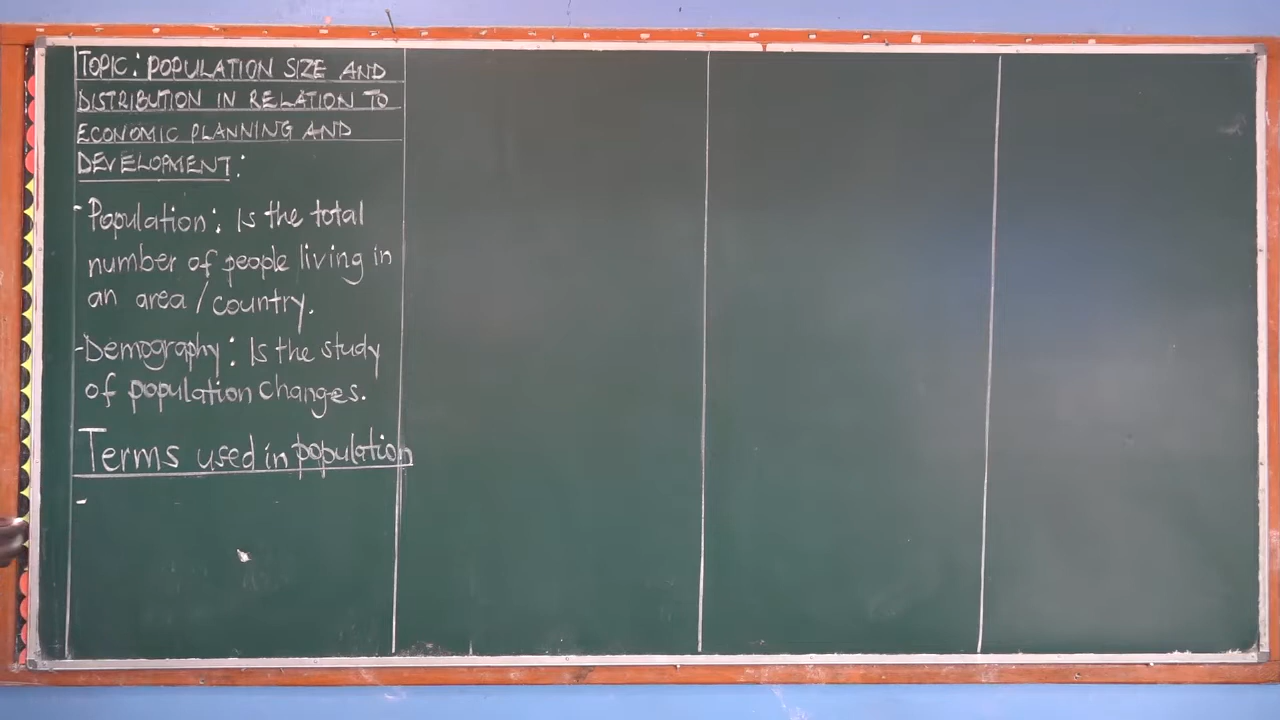 TOPIC: POPULATION SIZE AND
DISTRIBUTION IN RELATION TO
ECONOMIC PLANNING AND
DEVELOPMENT:
- Population: Is the total
number of people living in
an area / country.
- Demography: Is the study
of population changes.
Terms used in population
-